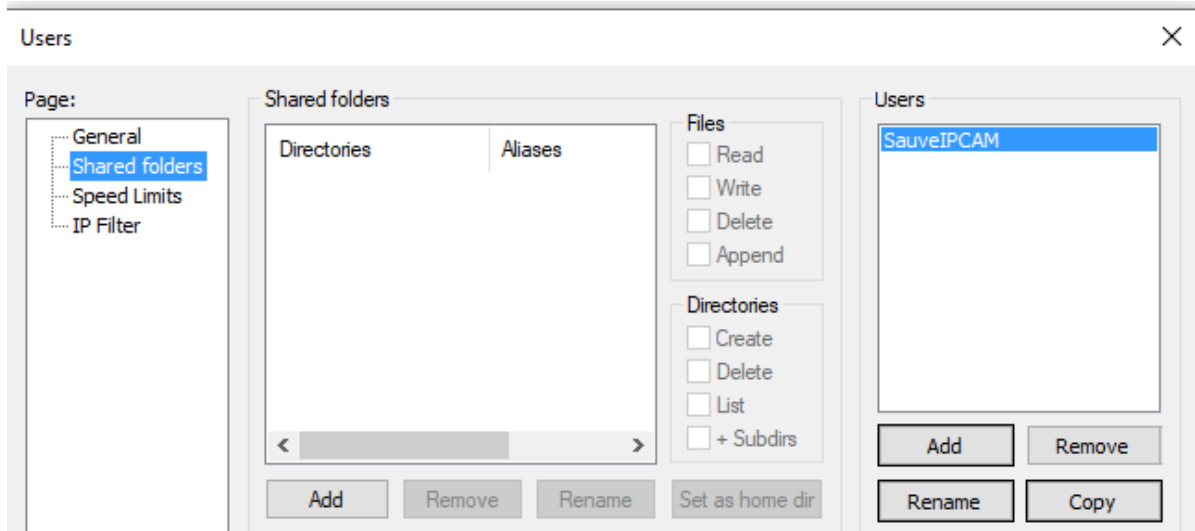 Users
Page:
General
Shared folders
Speed Limits
IP Filter
Shared folders
Directories Aliases
Files
Read
Write
Delete
Append
Directories
Create
Delete
List
+ Subdirs
Add Remove Rename Set as home dir
Users
SauveIPCAM
Add Remove
Rename Copy